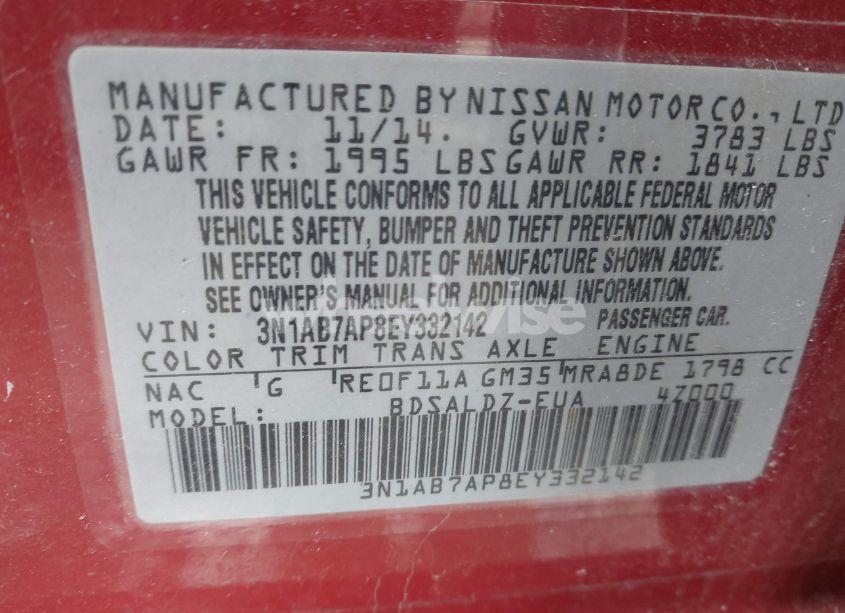 MANUFACTURED BY NISSAN MOTOR CO., LTD
DATE: 11/14. GVWR: 3783 LBS
GAWR FR: 1995 LBS GAWR RR: 1841 LBS
THIS VEHICLE CONFORMS TO ALL APPLICABLE FEDERAL MOTOR
VEHICLE SAFETY, BUMPER AND THEFT PREVENTION STANDARDS
IN EFFECT ON THE DATE OF MANUFACTURE SHOWN ABOVE.
SEE OWNER'S MANUAL FOR ADDITIONAL INFORMATION.
VIN: 3N1AB7AP8EY332142 PASSENGER CAR.
COLOR TRIM TRANS AXLE ENGINE
NAC G RE0F11A GM35 MRA8DE 1798 CC
MODEL: BDSALDZ-EUA 4Z000
3N1AB7AP8EY332142